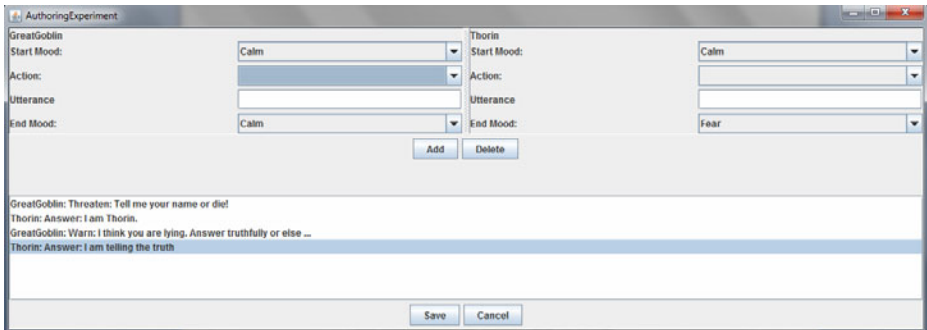 AuthoringExperiment
GreatGoblin Thorin
Start Mood: Calm Start Mood: Calm
Action: Action:
Utterance Utterance
End Mood: Calm End Mood: Fear
Add Delete
GreatGoblin: Threaten: Tell me your name or die!
Thorin: Answer: I am Thorin.
GreatGoblin: Warn: I think you are lying. Answer truthfully or else ...
Thorin: Answer: I am telling the truth
Save Cancel